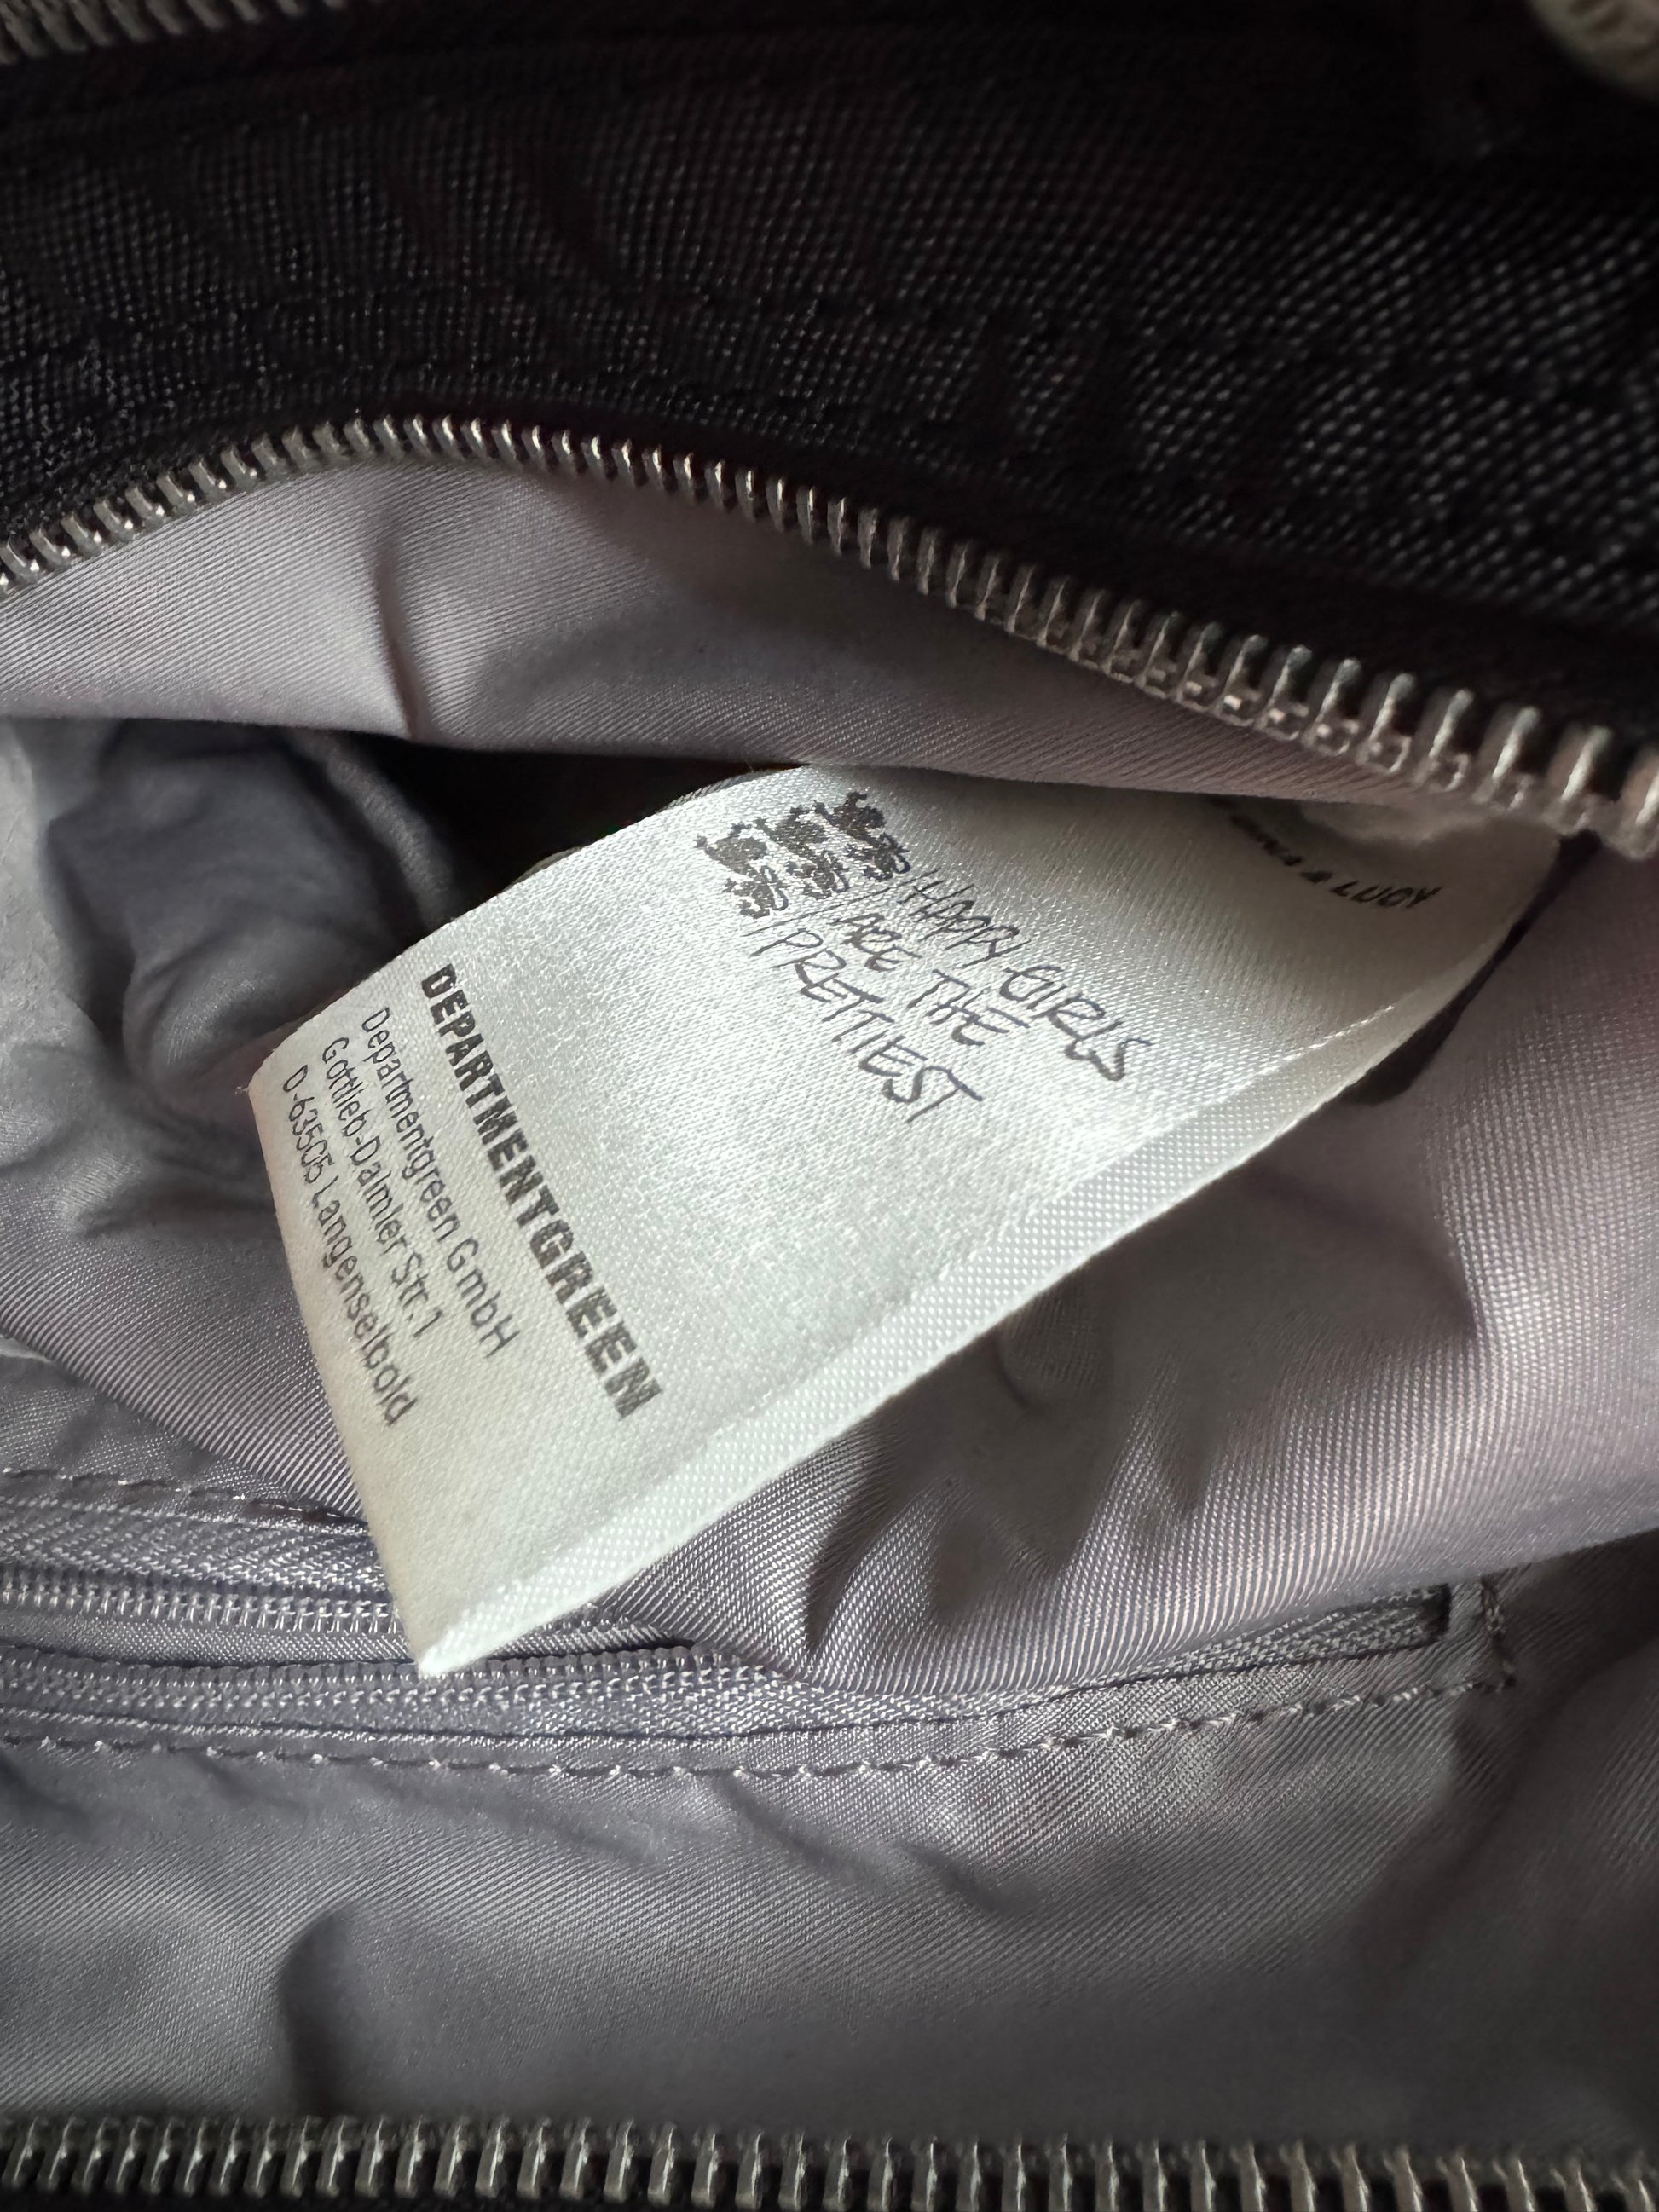 /HAPPY GIRLS
/ARE THE
/PRETTIEST
DEPARTMENTGREEN
Departmentgreen GmbH
Gottlieb-Daimler Str.1
D-63505 Langenselbold